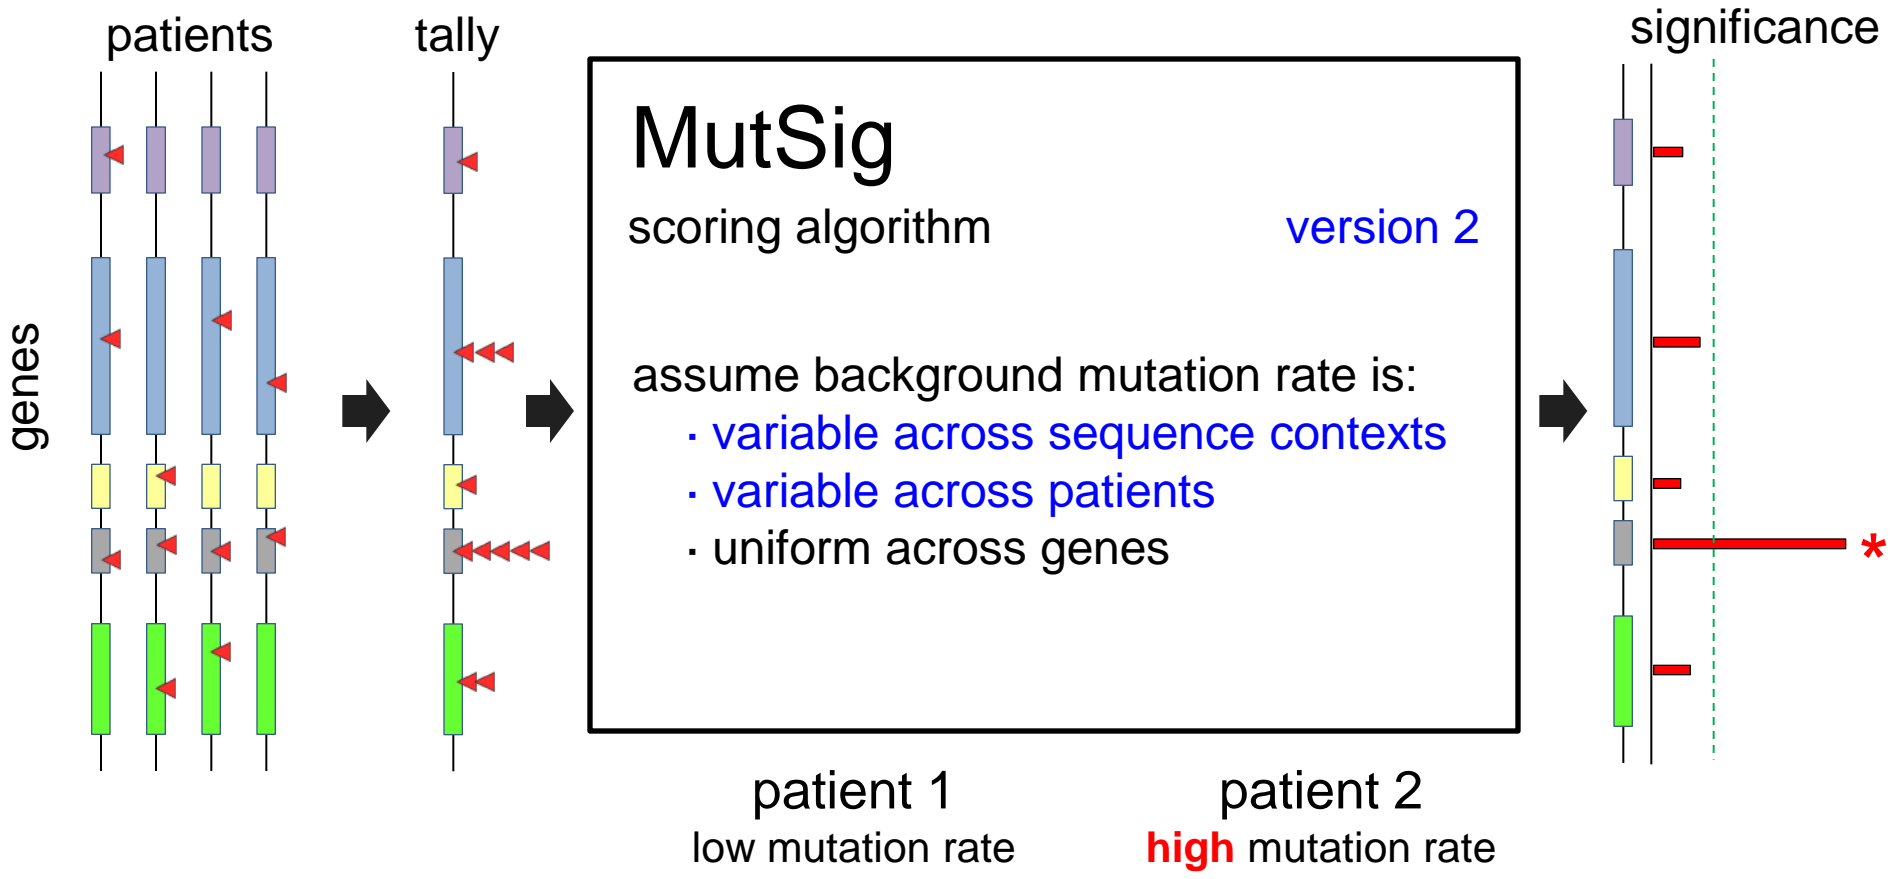 patients
tally
significance
genes
MutSig
scoring algorithm version 2
assume background mutation rate is:
· variable across sequence contexts
· variable across patients
· uniform across genes
*
patient 1 patient 2
low mutation rate high mutation rate